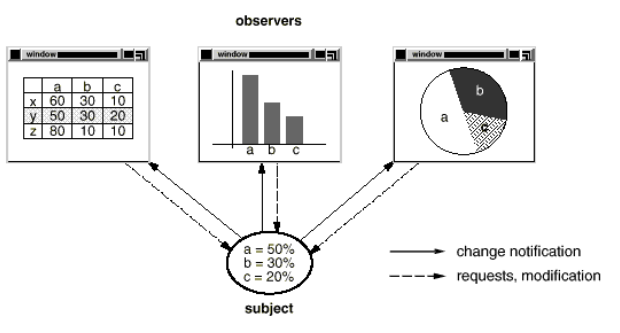 observers
window
window
window
a b c
x 60 30 10
y 50 30 20
z 80 10 10
a b c
a
b
c
a = 50%
b = 30%
c = 20%
subject
change notification
requests, modification